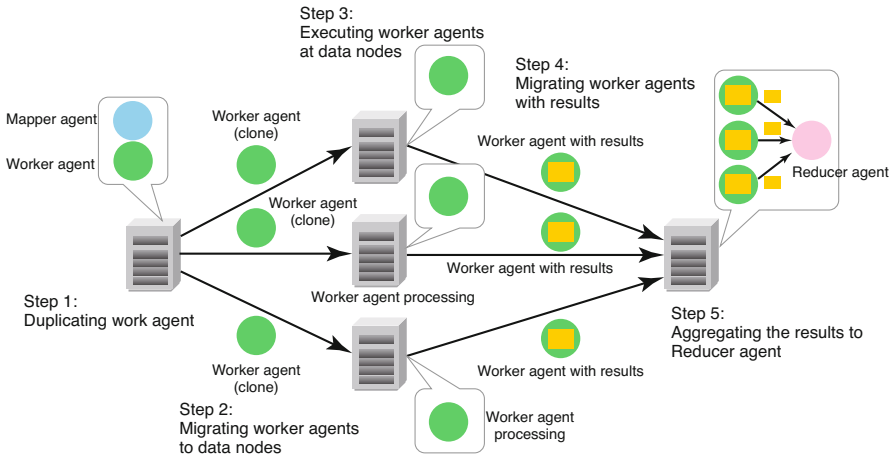 Step 3:
Executing worker agents
at data nodes
Step 4:
Migrating worker agents
with results
Mapper agent
Worker agent
Worker agent
(clone)
Worker agent with results
Reducer agent
Worker agent
(clone)
Worker agent with results
Worker agent processing
Step 1:
Duplicating work agent
Step 5:
Aggregating the results to
Reducer agent
Worker agent
(clone)
Worker agent with results
Step 2:
Migrating worker agents
to data nodes
Worker agent
processing